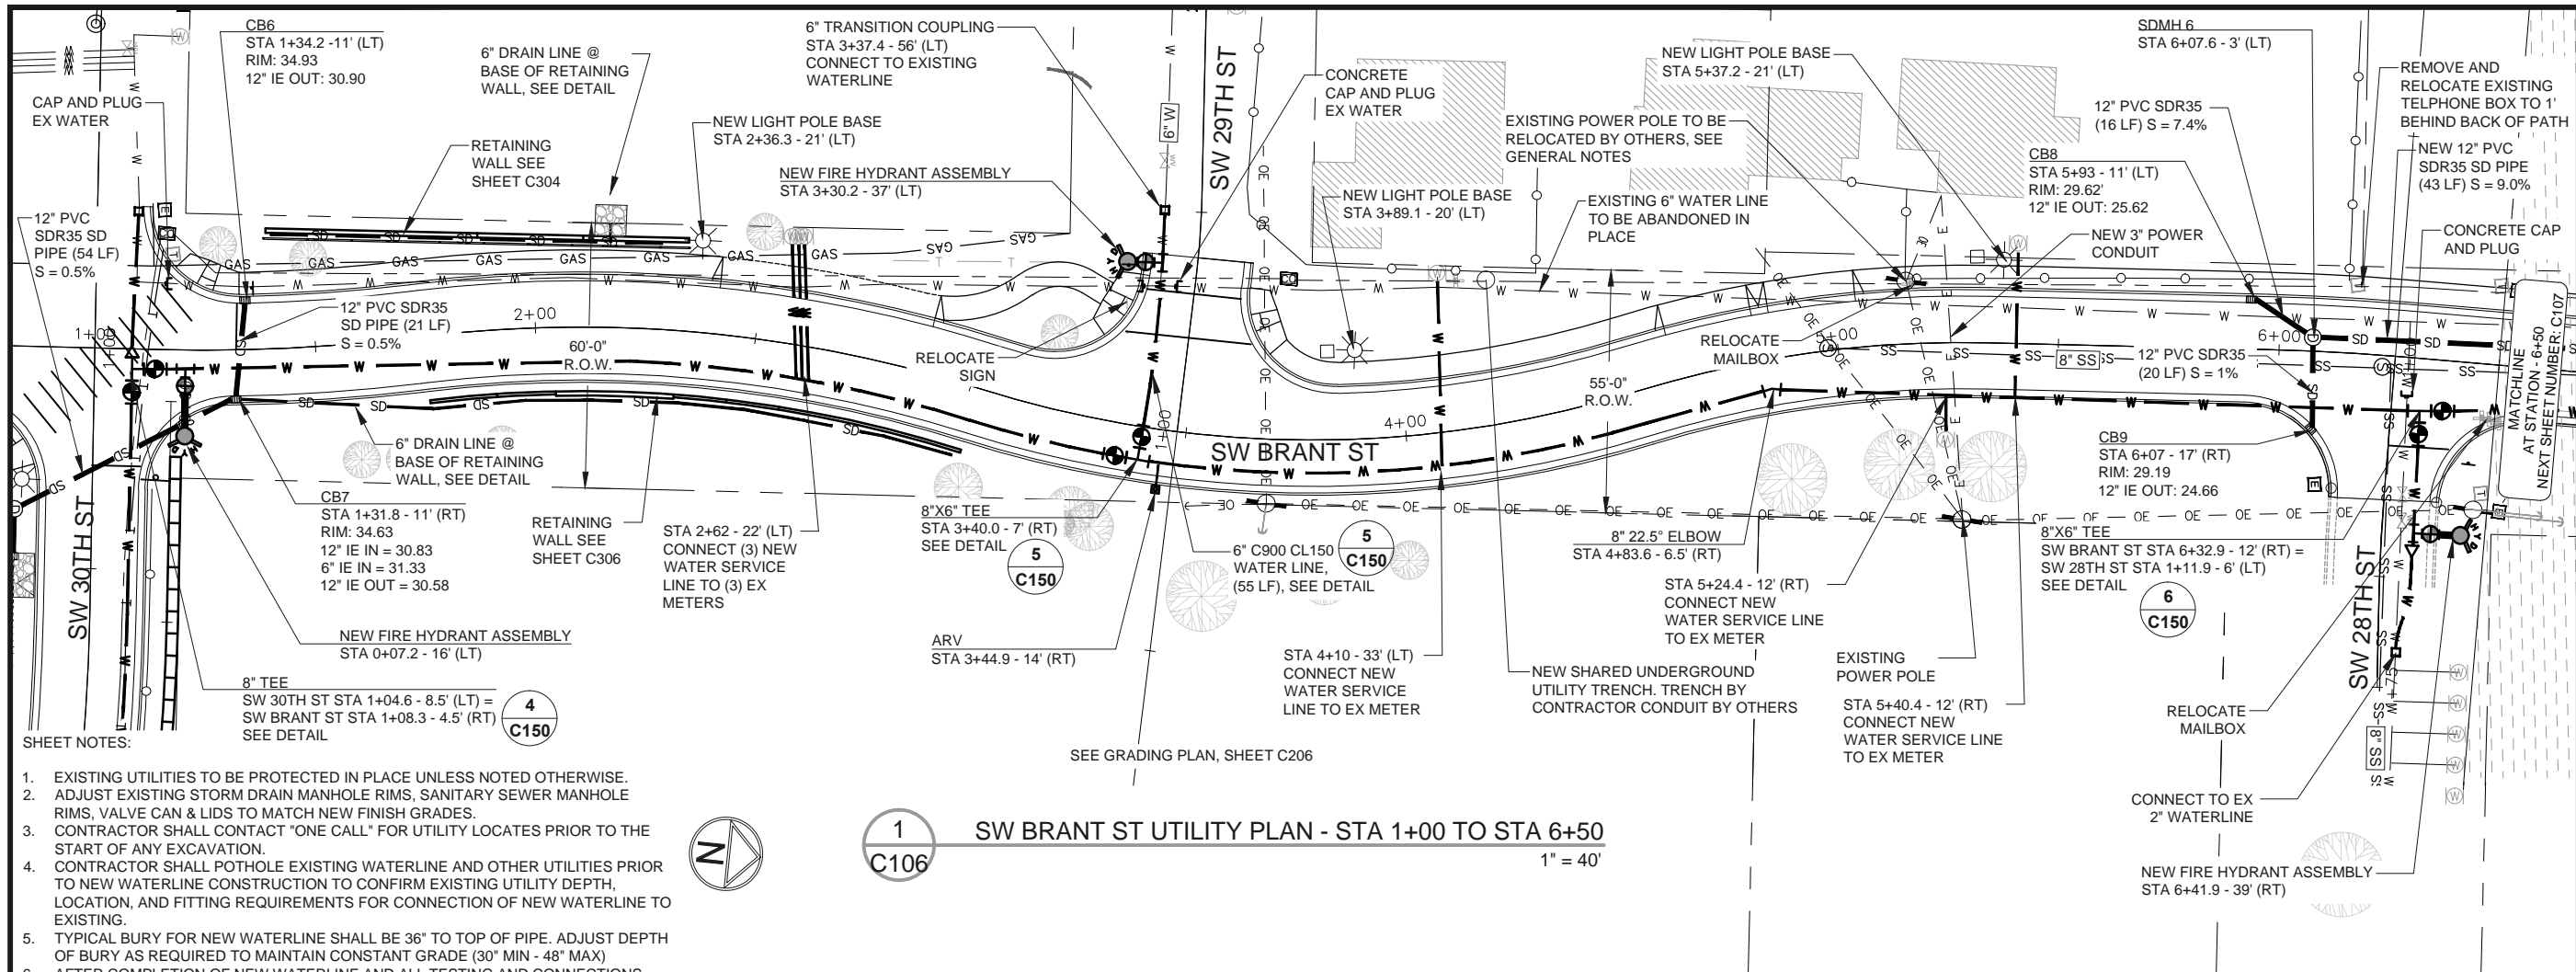 CB6
STA 1+34.2 -11' (LT)
RIM: 34.93
12" IE OUT: 30.90
CAP AND PLUG
EX WATER
6" DRAIN LINE @
BASE OF RETAINING
WALL, SEE DETAIL
RETAINING
WALL SEE
SHEET C304
6" TRANSITION COUPLING
STA 3+37.4 - 56' (LT)
CONNECT TO EXISTING
WATERLINE
NEW LIGHT POLE BASE
STA 2+36.3 - 21' (LT)
NEW FIRE HYDRANT ASSEMBLY
STA 3+30.2 - 37' (LT)
6" W
SW 29TH ST
CONCRETE
CAP AND PLUG
EX WATER
NEW LIGHT POLE BASE
STA 3+89.1 - 20' (LT)
NEW LIGHT POLE BASE
STA 5+37.2 - 21' (LT)
EXISTING POWER POLE TO BE
RELOCATED BY OTHERS, SEE
GENERAL NOTES
EXISTING 6" WATER LINE
TO BE ABANDONED IN
PLACE
SDMH 6
STA 6+07.6 - 3' (LT)
12" PVC SDR35
(16 LF) S = 7.4%
CB8
STA 5+93 - 11' (LT)
RIM: 29.62'
12" IE OUT: 25.62
NEW 3" POWER
CONDUIT
REMOVE AND
RELOCATE EXISTING
TELPHONE BOX TO 1'
BEHIND BACK OF PATH
NEW 12" PVC
SDR35 SD PIPE
(43 LF) S = 9.0%
CONCRETE CAP
AND PLUG
MATCHLINE
AT STATION - 6+50
NEXT SHEET NUMBER: C107
12" PVC
SDR35 SD
PIPE (54 LF)
S = 0.5%
12" PVC SDR35
SD PIPE (21 LF)
S = 0.5%
1+00
2+00
60'-0"
R.O.W.
RELOCATE
SIGN
SW BRANT ST
4+00
55'-0"
R.O.W.
RELOCATE
MAILBOX
5+00
8" SS
6+00
12" PVC SDR35
(20 LF) S = 1%
SW 30TH ST
6" DRAIN LINE @
BASE OF RETAINING
WALL, SEE DETAIL
CB7
STA 1+31.8 - 11' (RT)
RIM: 34.63
12" IE IN = 30.83
6" IE IN = 31.33
12" IE OUT = 30.58
RETAINING
WALL SEE
SHEET C306
STA 2+62 - 22' (LT)
CONNECT (3) NEW
WATER SERVICE
LINE TO (3) EX
METERS
8"X6" TEE
STA 3+40.0 - 7' (RT)
SEE DETAIL
5
C150
ARV
STA 3+44.9 - 14' (RT)
6" C900 CL150
WATER LINE,
(55 LF), SEE DETAIL
5
C150
STA 4+10 - 33' (LT)
CONNECT NEW
WATER SERVICE
LINE TO EX METER
8" 22.5° ELBOW
STA 4+83.6 - 6.5' (RT)
STA 5+24.4 - 12' (RT)
CONNECT NEW
WATER SERVICE LINE
TO EX METER
NEW SHARED UNDERGROUND
UTILITY TRENCH. TRENCH BY
CONTRACTOR CONDUIT BY OTHERS
EXISTING
POWER POLE
STA 5+40.4 - 12' (RT)
CONNECT NEW
WATER SERVICE LINE
TO EX METER
CB9
STA 6+07 - 17' (RT)
RIM: 29.19
12" IE OUT: 24.66
8"X6" TEE
SW BRANT ST STA 6+32.9 - 12' (RT) =
SW 28TH ST STA 1+11.9 - 6' (LT)
SEE DETAIL
6
C150
SW 28TH ST
8" SS
RELOCATE
MAILBOX
CONNECT TO EX
2" WATERLINE
NEW FIRE HYDRANT ASSEMBLY
STA 6+41.9 - 39' (RT)
NEW FIRE HYDRANT ASSEMBLY
STA 0+07.2 - 16' (LT)
8" TEE
SW 30TH ST STA 1+04.6 - 8.5' (LT) =
SW BRANT ST STA 1+08.3 - 4.5' (RT)
SEE DETAIL
4
C150
SEE GRADING PLAN, SHEET C206
SHEET NOTES:
1. EXISTING UTILITIES TO BE PROTECTED IN PLACE UNLESS NOTED OTHERWISE.
2. ADJUST EXISTING STORM DRAIN MANHOLE RIMS, SANITARY SEWER MANHOLE
RIMS, VALVE CAN & LIDS TO MATCH NEW FINISH GRADES.
3. CONTRACTOR SHALL CONTACT "ONE CALL" FOR UTILITY LOCATES PRIOR TO THE
START OF ANY EXCAVATION.
4. CONTRACTOR SHALL POTHOLE EXISTING WATERLINE AND OTHER UTILITIES PRIOR
TO NEW WATERLINE CONSTRUCTION TO CONFIRM EXISTING UTILITY DEPTH,
LOCATION, AND FITTING REQUIREMENTS FOR CONNECTION OF NEW WATERLINE TO
EXISTING.
5. TYPICAL BURY FOR NEW WATERLINE SHALL BE 36" TO TOP OF PIPE. ADJUST DEPTH
OF BURY AS REQUIRED TO MAINTAIN CONSTANT GRADE (30" MIN - 48" MAX)
6. AFTER COMPLETION OF NEW WATERLINE AND ALL TESTING AND CONNECTIONS
N
1
C106
SW BRANT ST UTILITY PLAN - STA 1+00 TO STA 6+50
1" = 40'